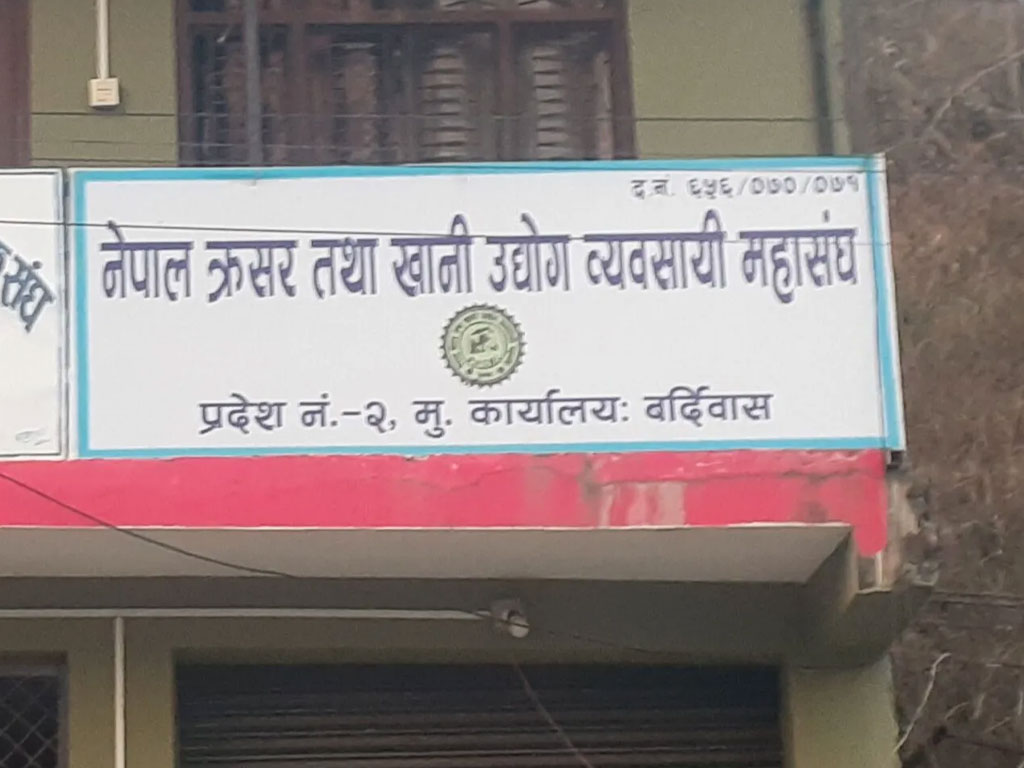 द.नं. ६५६/०७०/०७१
नेपाल क्रसर तथा खानी उद्योग व्यवसायी महासंघ
प्रदेश नं.-२, मु. कार्यालयः बर्दिवास
संघ